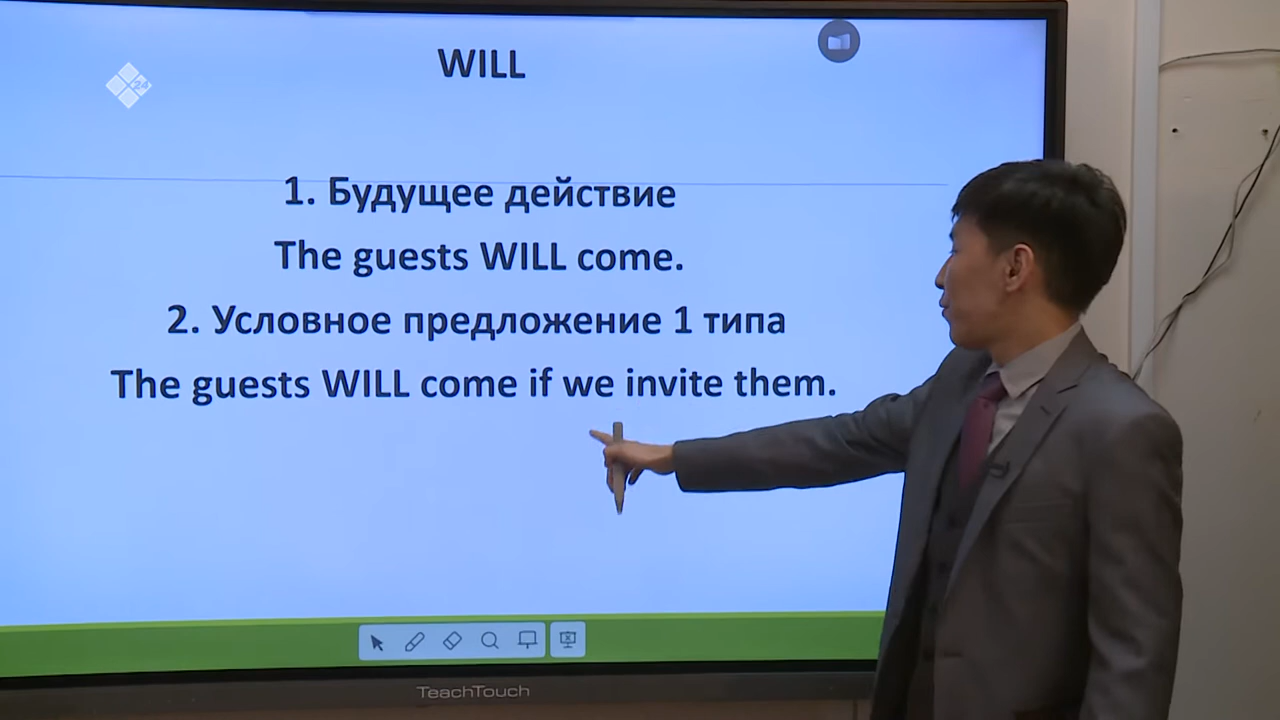 WILL
24
1. Будущее действие
The guests WILL come.
2. Условное предложение 1 типа
The guests WILL come if we invite them.
TeachTouch